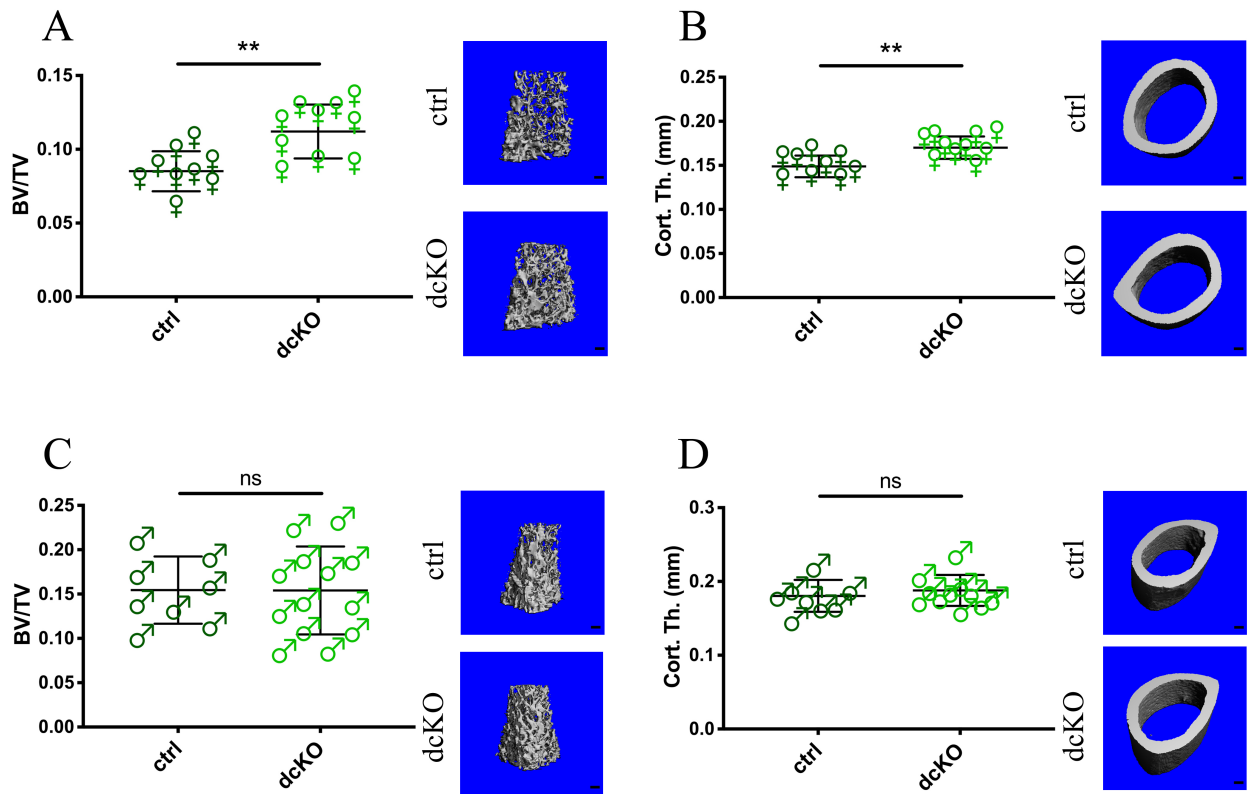 A
**
BV/TV
0.15
0.10
0.05
0.00
ctrl
dcKO
ctrl
dcKO
B
**
Cort. Th. (mm)
0.25
0.20
0.15
0.10
0.00
ctrl
dcKO
ctrl
dcKO
C
ns
BV/TV
0.25
0.20
0.15
0.10
0.05
0.00
ctrl
dcKO
ctrl
dcKO
D
ns
Cort. Th. (mm)
0.3
0.2
0.1
0.0
ctrl
dcKO
ctrl
dcKO